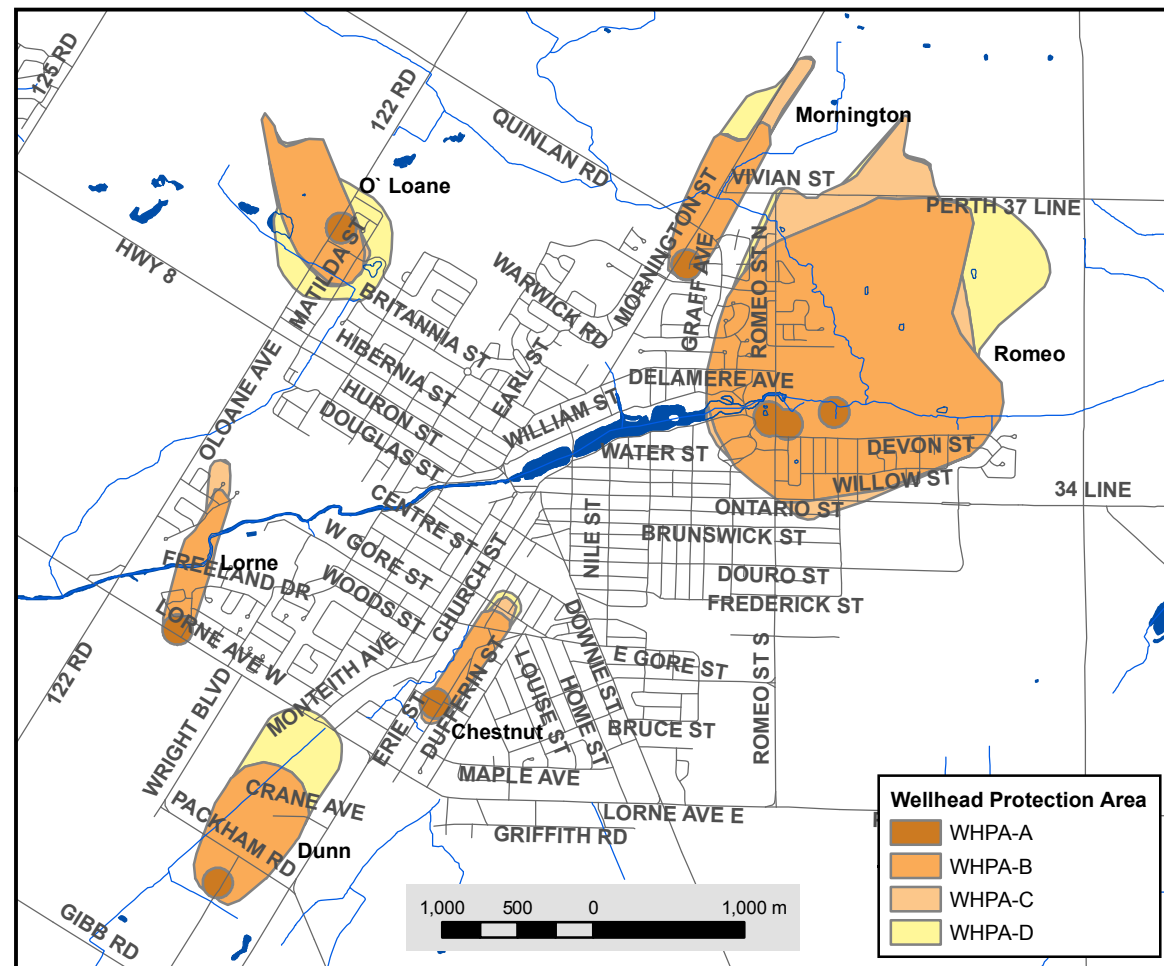 125 RD
122 RD
QUINLAN RD
Mornington
VIVIAN ST
PERTH 37 LINE
O` Loane
HWY 8
MATILDA ST
MORNINGTON ST
WARWICK RD
GRAFF AVE
ROMEO ST N
BRITANNIA ST
HIBERNIA ST
EARL ST
Romeo
DELAMERE AVE
HURON ST
DOUGLAS ST
WILLIAM ST
OLOANE AVE
WATER ST
DEVON ST
WILLOW ST
34 LINE
ONTARIO ST
CENTRE ST
BRUNSWICK ST
W GORE ST
NILE ST
CHURCH ST
Lorne
FREELAND DR
WOODS ST
DOURO ST
FREDERICK ST
LORNE AVE W
DOWNIE ST
E GORE ST
122 RD
MONTEITH AVE
DUFFERIN ST
LOUISE ST
HOME ST
ROMEO ST S
WRIGHT BLVD
ERIE ST
Chestnut
BRUCE ST
MAPLE AVE
CRANE AVE
PACKHAM RD
LORNE AVE E
GRIFFITH RD
Dunn
GIBB RD
1,000 500 0 1,000 m
Wellhead Protection Area
WHPA-A
WHPA-B
WHPA-C
WHPA-D